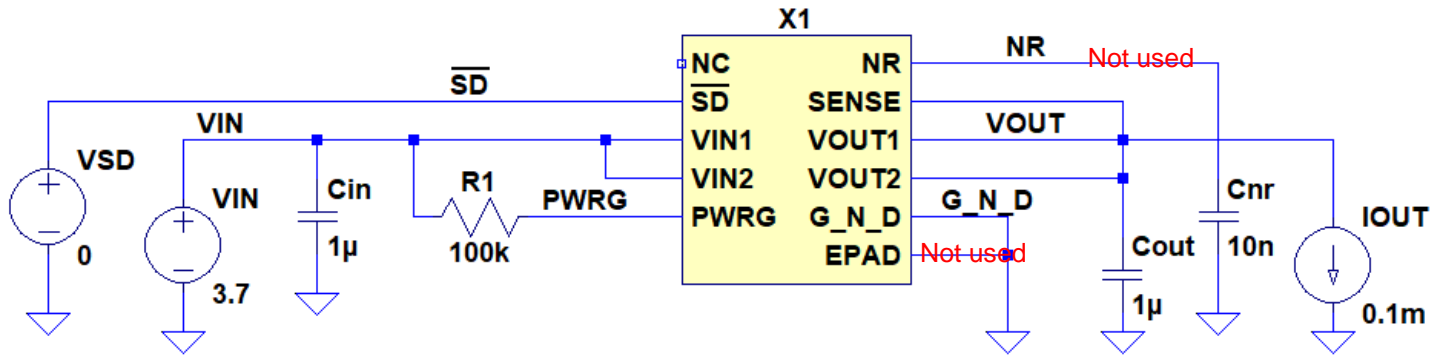 X1
NC
NR
NR
Not used
SD
SD
SENSE
VIN
VIN1
VOUT1
VOUT
VSD
VIN
Cin
R1
VIN2
VOUT2
PWRG
PWRG
G_N_D
G_N_D
Cnr
IOUT
0
1µ
100k
EPAD
Not used
Cout
10n
3.7
1µ
0.1m